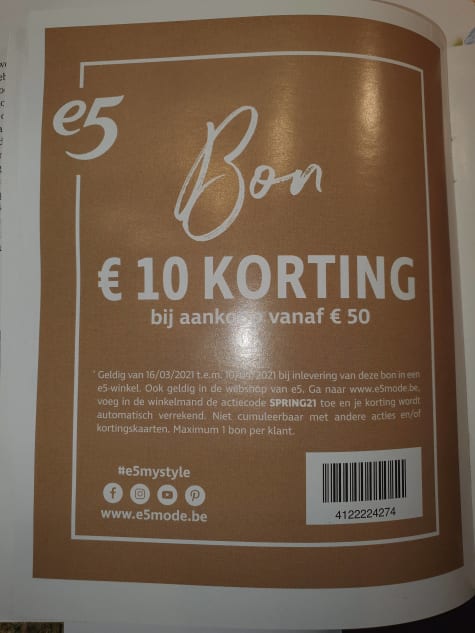 e5
Bon
€ 10 KORTING
bij aankoop vanaf € 50
* Geldig van 16/03/2021 t.e.m. 2021 bij inlevering van deze bon in een
e5-winkel. Ook geldig in de webshop van e5. Ga naar www.e5mode.be,
voeg in de winkelmand de actiecode SPRING21 toe en je korting wordt
automatisch verrekend. Niet cumuleerbaar met andere acties en/of
kortingskaarten. Maximum 1 bon per klant.
#e5mystyle
www.e5mode.be
4122224274